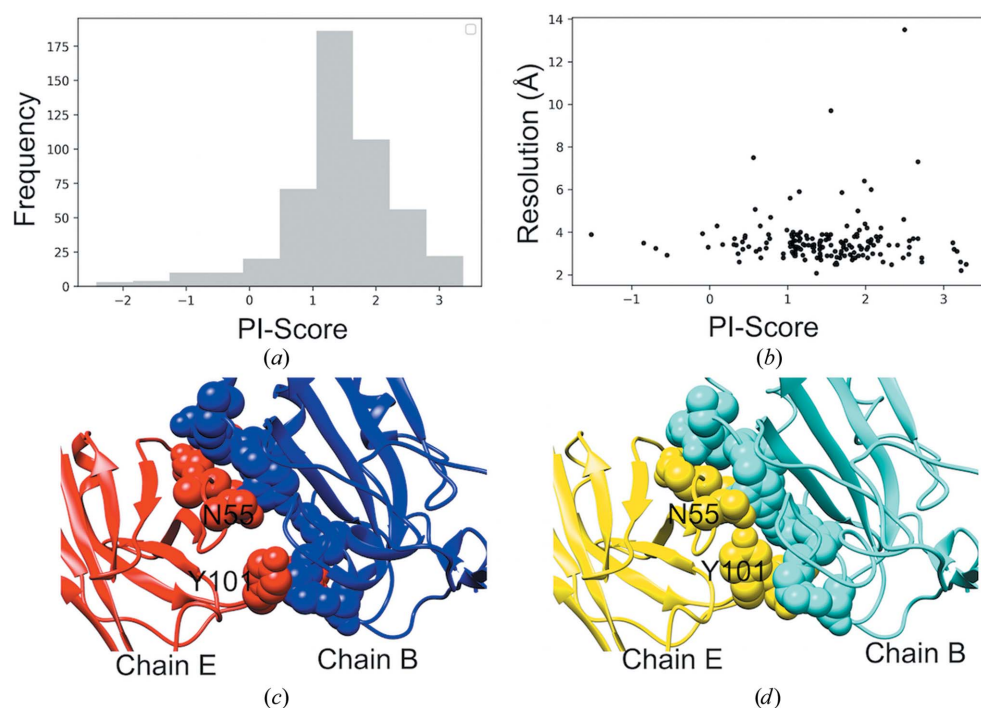 175
150
125
100
75
50
25
0
Frequency
−2 −1 0 1 2 3
PI-Score
(a)
14
12
10
8
6
4
2
Resolution (Å)
−1 0 1 2 3
PI-Score
(b)
N55
Y101
Chain E
Chain B
(c)
N55
Y101
Chain E
Chain B
(d)